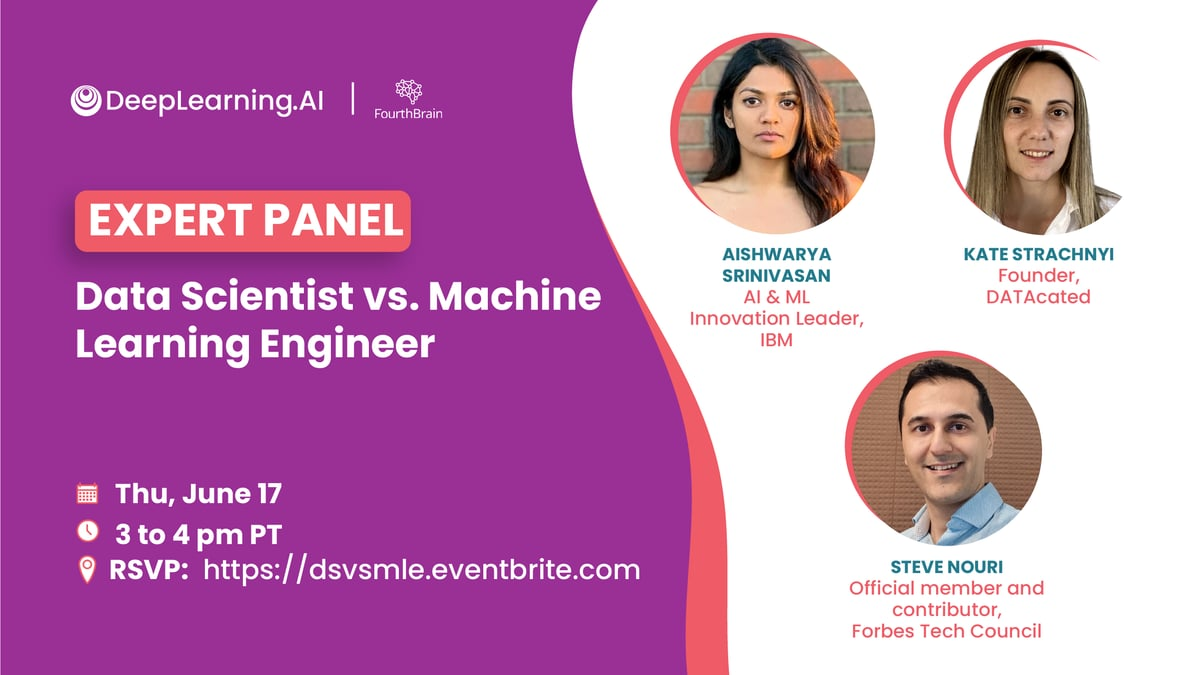 DeepLearning.AI
FourthBrain
EXPERT PANEL
Data Scientist vs. Machine
Learning Engineer
Thu, June 17
3 to 4 pm PT
RSVP: https://dsvsmle.eventbrite.com
AISHWARYA
SRINIVASAN
AI & ML
Innovation Leader,
IBM
KATE STRACHNYI
Founder,
DATAcated
STEVE NOURI
Official member and
contributor,
Forbes Tech Council